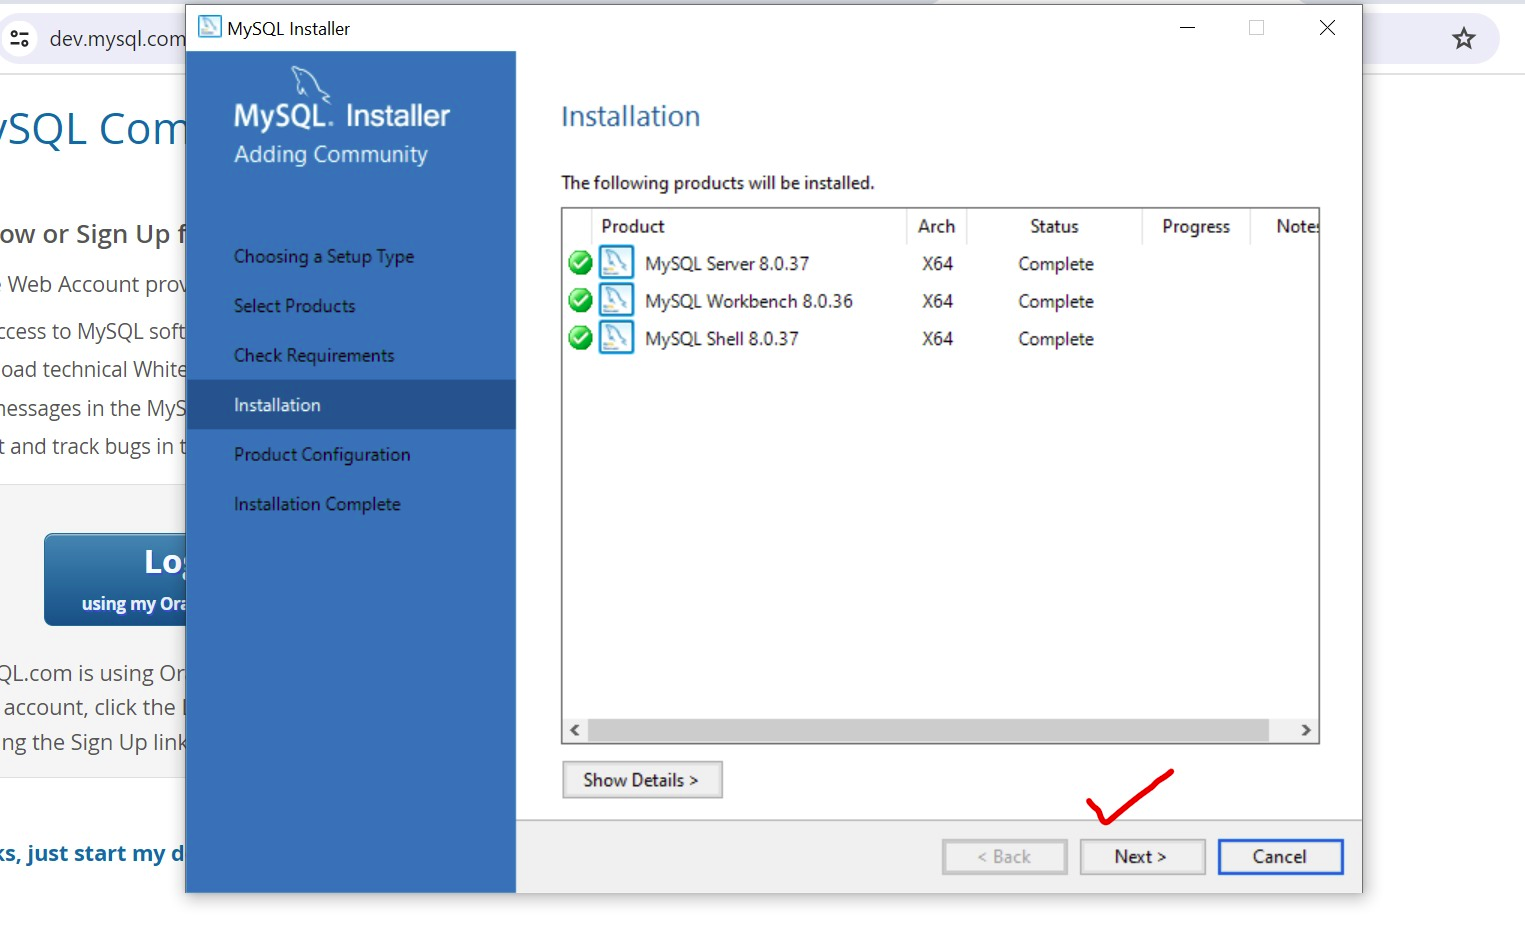 dev.mysql.com
MySQL Installer
ySQL Com
ow or Sign Up f
Web Account prov
ccess to MySQL soft
oad technical White
nessages in the MyS
t and track bugs in t
Log
using my Ora
QL.com is using Ora
account, click the L
ng the Sign Up link
ks, just start my d
MySQL. Installer
Adding Community
Choosing a Setup Type
Select Products
Check Requirements
Installation
Product Configuration
Installation Complete
Installation
The following products will be installed.
Product Arch Status Progress Notes
MySQL Server 8.0.37 X64 Complete
MySQL Workbench 8.0.36 X64 Complete
MySQL Shell 8.0.37 X64 Complete
Show Details >
< Back Next > Cancel